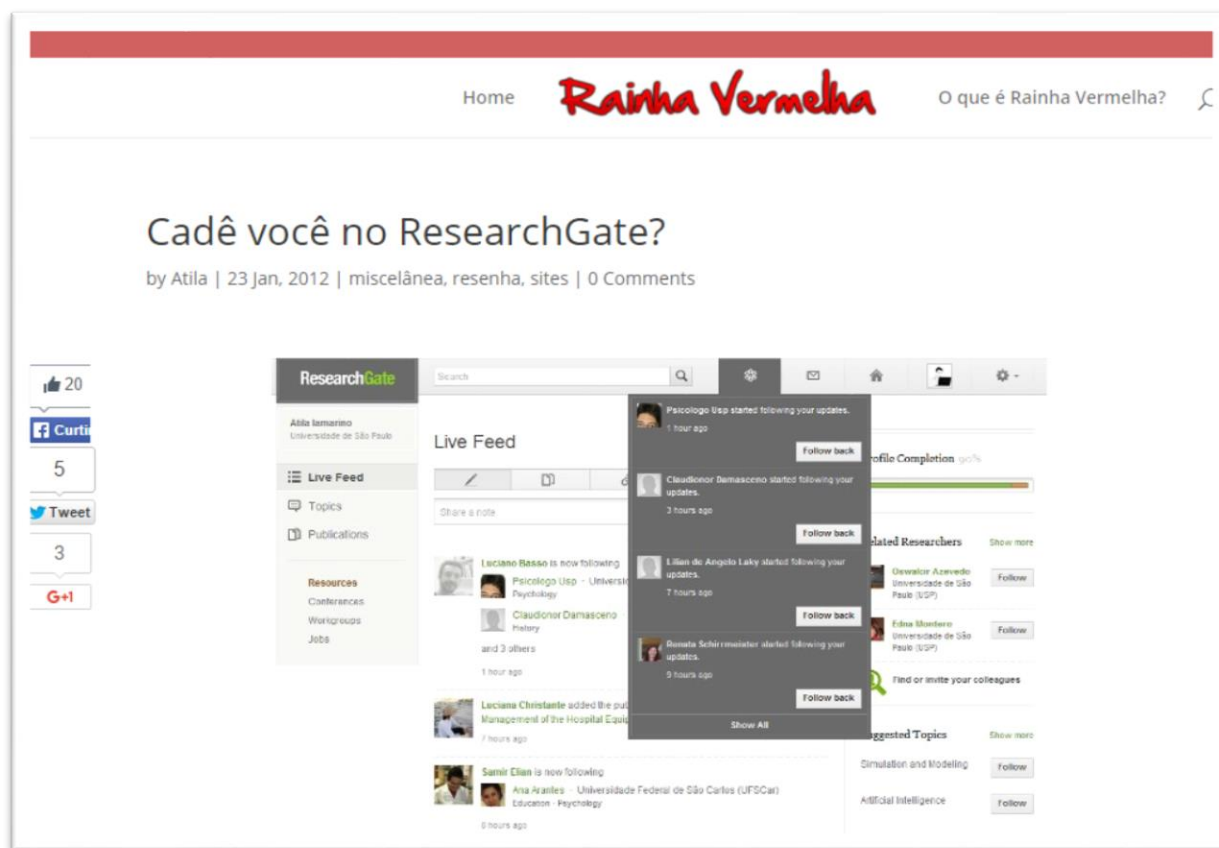 Home
Rainha Vermelha
O que é Rainha Vermelha?
Cadê você no ResearchGate?
by Atila | 23 Jan, 2012 | miscelânea, resenha, sites | 0 Comments
20
Curti
5
Tweet
3
G+1
ResearchGate
Search
Atila Iamarino
Universidade de São Paulo
Live Feed
Topics
Publications
Resources
Conferences
Workgroups
Jobs
Live Feed
Share a note
Luciano Basso is now following
Psicologo Usp - Universid
Psychology
Claudionor Damasceno
History
and 3 others
1 hour ago
Luciana Christante added the pub
Management of the Hospital Equip
7 hours ago
Samir Elian is now following
Ana Arantes - Universidade Federal de São Carlos (UFSCar)
Education - Psychology
hours ago
Psicologo Usp started following your updates.
1 hour ago
Follow back
Claudionor Damasceno started following your
updates.
3 hours ago
Follow back
Lilian de Angelo Laky started following your
updates.
7 hours ago
Follow back
Renata Schirrmeister started following your
updates.
9 hours ago
Follow back
Show All
rofile Completion 90%
elated Researchers
Show more
Oswaldir Azevedo
Universidade de São
Paulo (USP)
Follow
Edna Montero
Universidade de São
Paulo (USP)
Follow
Find or invite your colleagues
uggested Topics
Show more
Simulation and Modeling
Follow
Artificial Intelligence
Follow